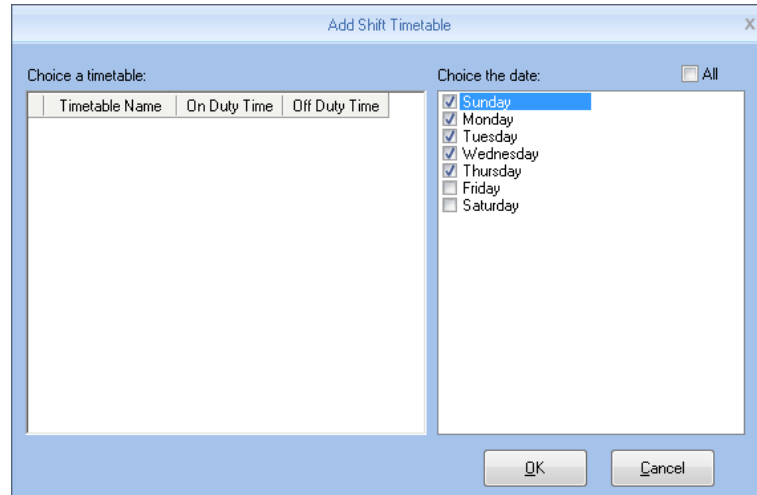 Add Shift Timetable
X
Choice a timetable:
Choice the date:
All
Timetable Name
On Duty Time
Off Duty Time
Sunday
Monday
Tuesday
Wednesday
Thursday
Friday
Saturday
OK
Cancel